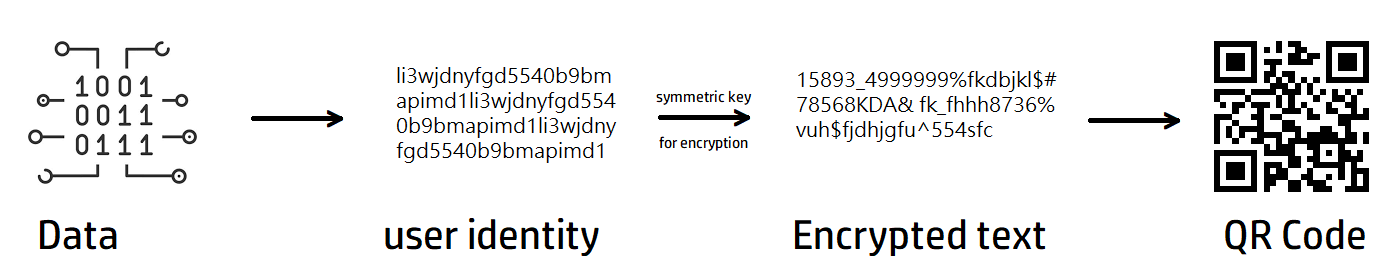 1001
0011
0111
li3wjdnyfgd5540b9bm
apimd1li3wjdnyfgd554
0b9bmapimd1li3wjdny
fgd5540b9bmapimd1
symmetric key
for encryption
15893_4999999%fkdbjkl$#
78568KDA& fk_fhhh8736%
vuh$fjdhjgfu^554sfc
Data
user identity
Encrypted text
QR Code